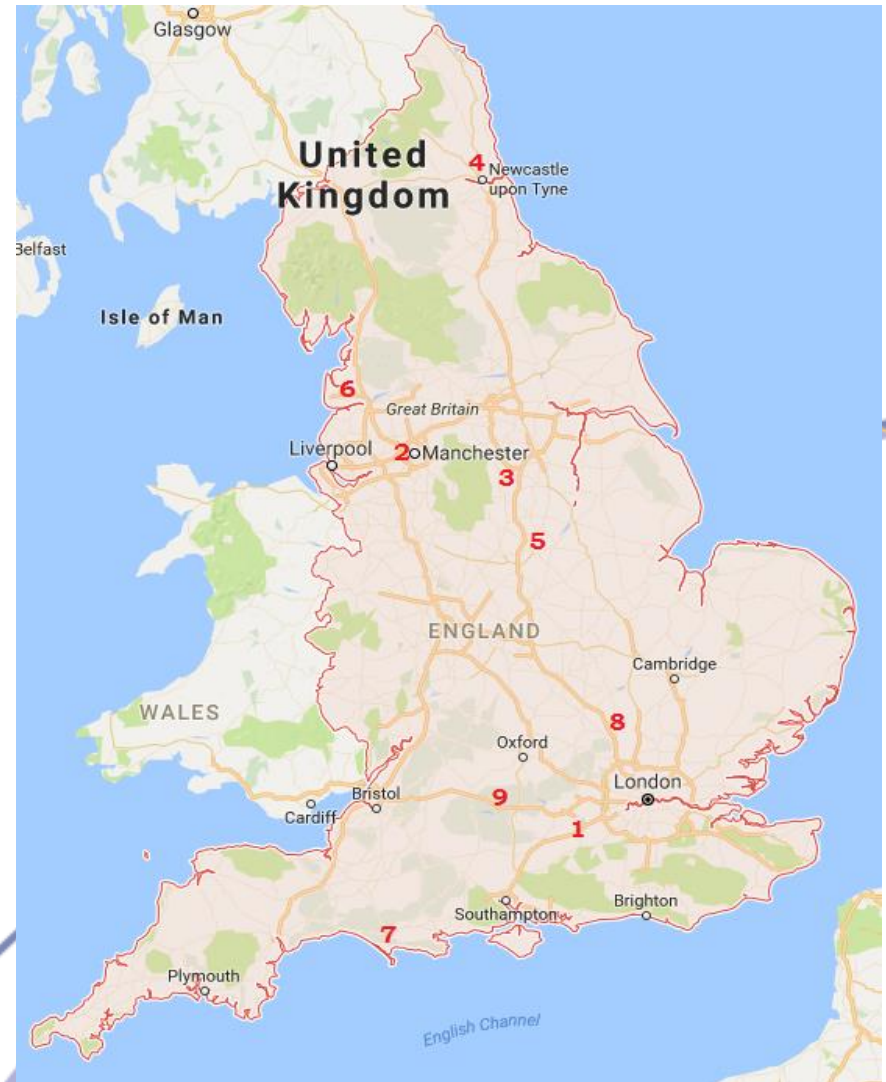 Glasgow
United
Kingdom
4
Newcastle
upon Tyne
Belfast
Isle of Man
6
Great Britain
Liverpool
2
Manchester
3
5
ENGLAND
Cambridge
WALES
8
Oxford
London
9
Bristol
Cardiff
1
Southampton
Brighton
7
Plymouth
English Channel